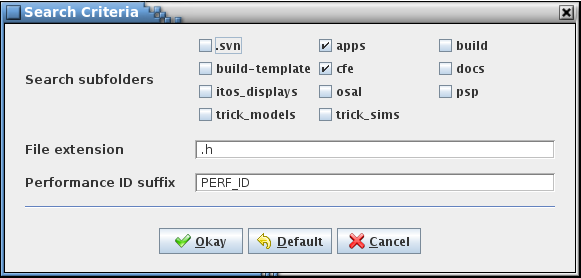 Search Criteria
.svn apps build
Search subfolders
build-template cfe docs
itos_displays osal psp
trick_models trick_sims
File extension .h
Performance ID suffix PERF_ID
Okay Default Cancel